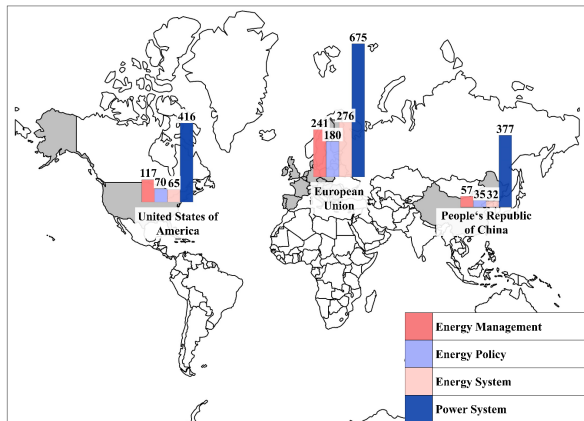 675
416
377
241
276
180
117
70
65
57
35
32
United States of
America
European
Union
People‘s Republic
of China
Energy Management
Energy Policy
Energy System
Power System